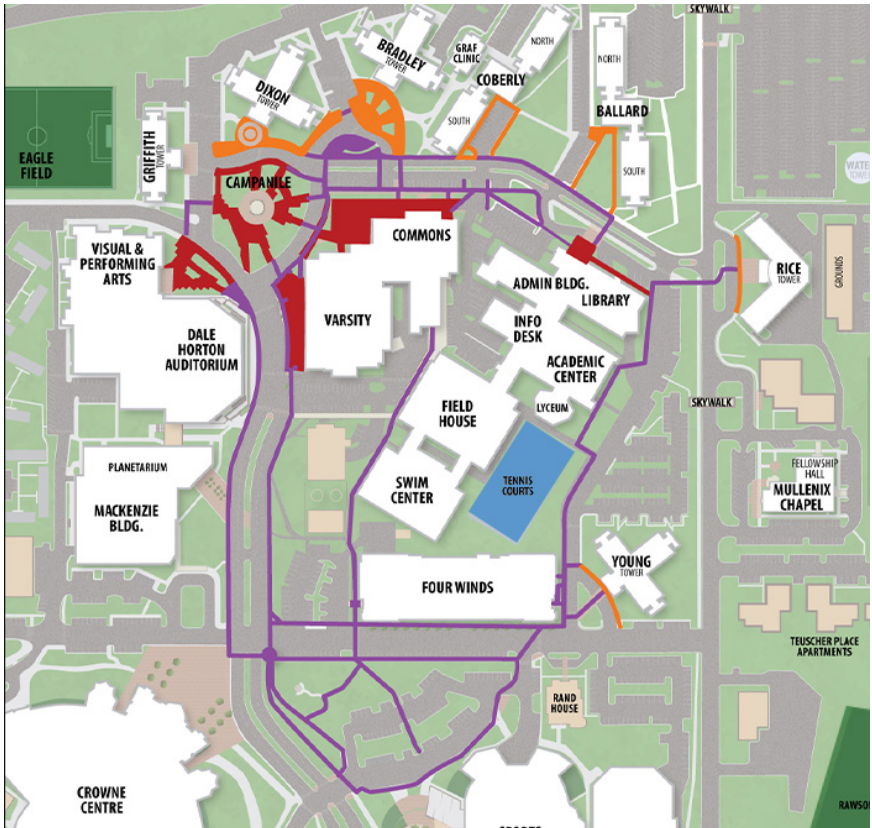 SKYWALK
NORTH
BRADLEY
TOWER
GRAF
CLINIC
COBERLY
NORTH
DIXON
TOWER
SOUTH
BALLARD
GRIFFITH
TOWER
EAGLE
FIELD
SOUTH
CAMPANILE
VISUAL &
PERFORMING
ARTS
COMMONS
RICE
TOWER
GROUNDS
ADMIN BLDG.
LIBRARY
VARSITY
INFO
DESK
DALE
HORTON
AUDITORIUM
ACADEMIC
CENTER
LYCEUM
SKYWALK
FIELD
HOUSE
PLANETARIUM
MACKENZIE
BLDG.
SWIM
CENTER
TENNIS
COURTS
FELLOWSHIP
HALL
MULLENIX
CHAPEL
YOUNG
TOWER
FOUR WINDS
TEUSCHER PLACE
APARTMENTS
RAND
HOUSE
CROWNE
CENTRE